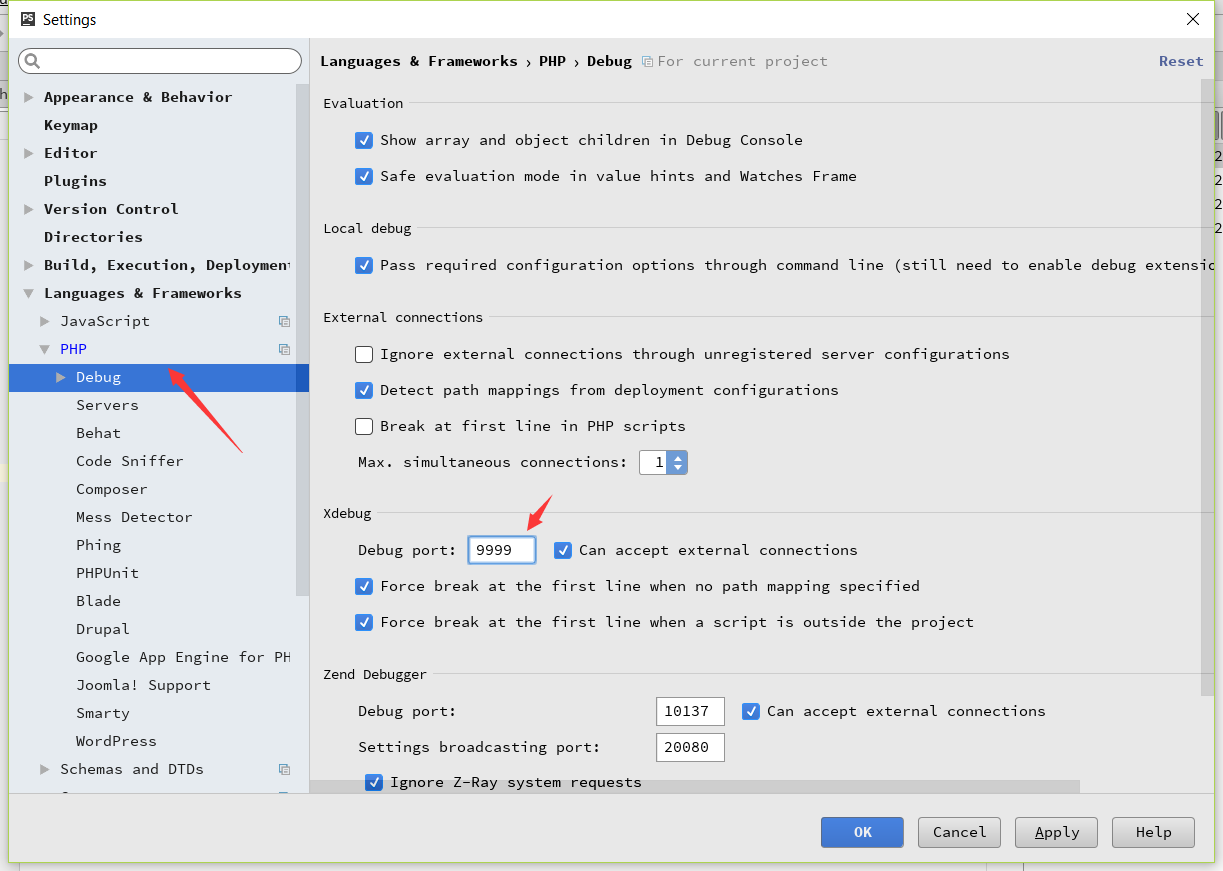 PS Settings
Languages & Frameworks › PHP › Debug For current project Reset
Appearance & Behavior
Keymap
Editor
Plugins
Version Control
Directories
Build, Execution, Deployment
Languages & Frameworks
JavaScript
PHP
Debug
Servers
Behat
Code Sniffer
Composer
Mess Detector
Phing
PHPUnit
Blade
Drupal
Google App Engine for PH
Joomla! Support
Smarty
WordPress
Schemas and DTDs
Evaluation
Show array and object children in Debug Console
Safe evaluation mode in value hints and Watches Frame
Local debug
Pass required configuration options through command line (still need to enable debug extensio
External connections
Ignore external connections through unregistered server configurations
Detect path mappings from deployment configurations
Break at first line in PHP scripts
Max. simultaneous connections: 1
Xdebug
Debug port: 9999 Can accept external connections
Force break at the first line when no path mapping specified
Force break at the first line when a script is outside the project
Zend Debugger
Debug port: 10137 Can accept external connections
Settings broadcasting port: 20080
Ignore Z-Ray system requests
OK Cancel Apply Help